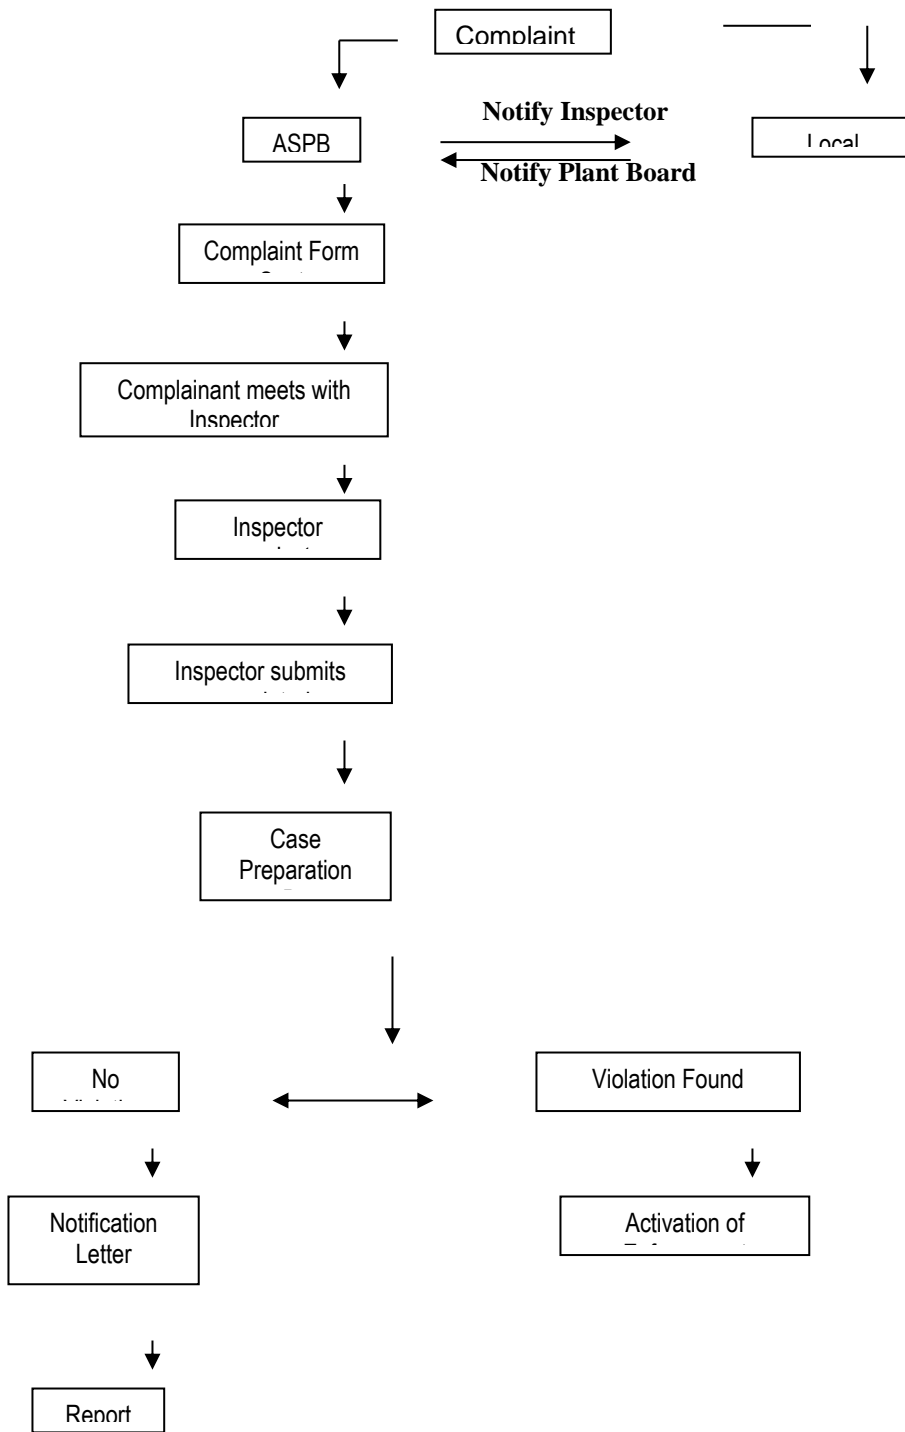 Complaint
Notify Inspector
ASPB
Local
Notify Plant Board
Complaint Form
Complainant meets with
Inspector
Inspector
Inspector submits
Case
Preparation
No
Violation Found
Notification
Letter
Activation of
Report